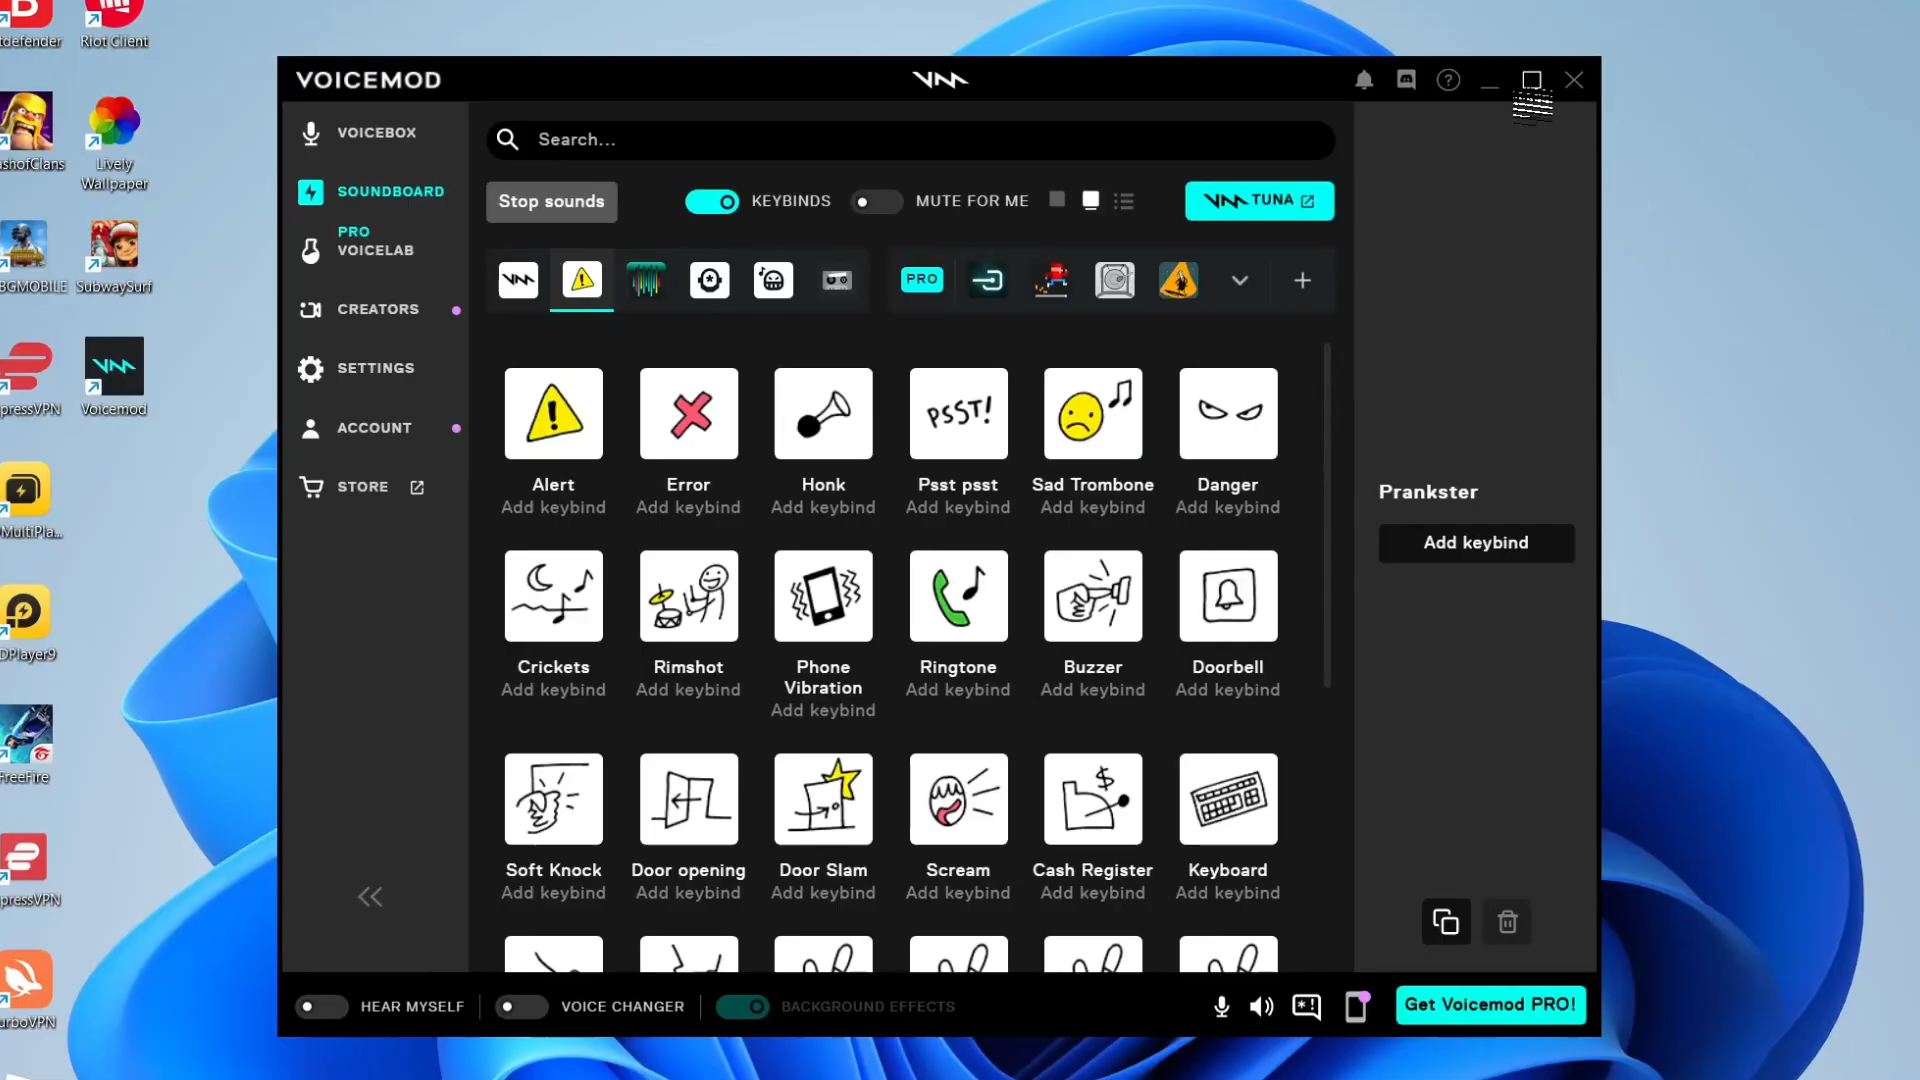 tdefender
Riot Client
ashofClans
Lively
Wallpaper
BGMOBILE
SubwaySurf
pressVPN
Voicemod
MultiPla...
DPlayer9
FreeFire
xpressVPN
urboVPN
VOICEMOD
VOICEBOX
SOUNDBOARD
PRO
VOICELAB
CREATORS
SETTINGS
ACCOUNT
STORE
Search...
Stop sounds
KEYBINDS
MUTE FOR ME
TUNA
PRO
Alert
Add keybind
Error
Add keybind
Honk
Add keybind
PSST!
Psst psst
Add keybind
Sad Trombone
Add keybind
Danger
Add keybind
Crickets
Add keybind
Rimshot
Add keybind
Phone
Vibration
Add keybind
Ringtone
Add keybind
Buzzer
Add keybind
Doorbell
Add keybind
Soft Knock
Add keybind
Door opening
Add keybind
Door Slam
Add keybind
Scream
Add keybind
$
Cash Register
Add keybind
Keyboard
Add keybind
Prankster
Add keybind
HEAR MYSELF
VOICE CHANGER
BACKGROUND EFFECTS
Get Voicemod PRO!